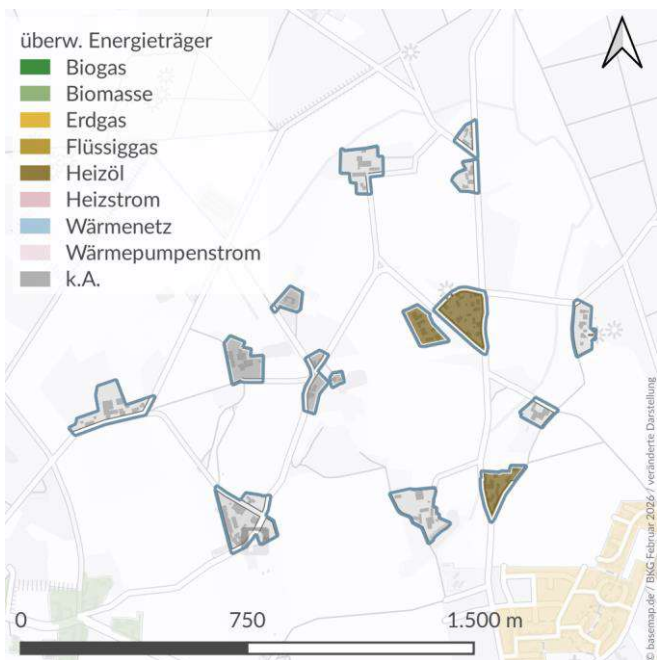 überw. Energieträger
Biogas
Biomasse
Erdgas
Flüssiggas
Heizöl
Heizstrom
Wärmenetz
Wärmepumpenstrom
k.A.
0 750 1.500 m
© basemap.de / BKG Februar 2026 / veränderte Darstellung